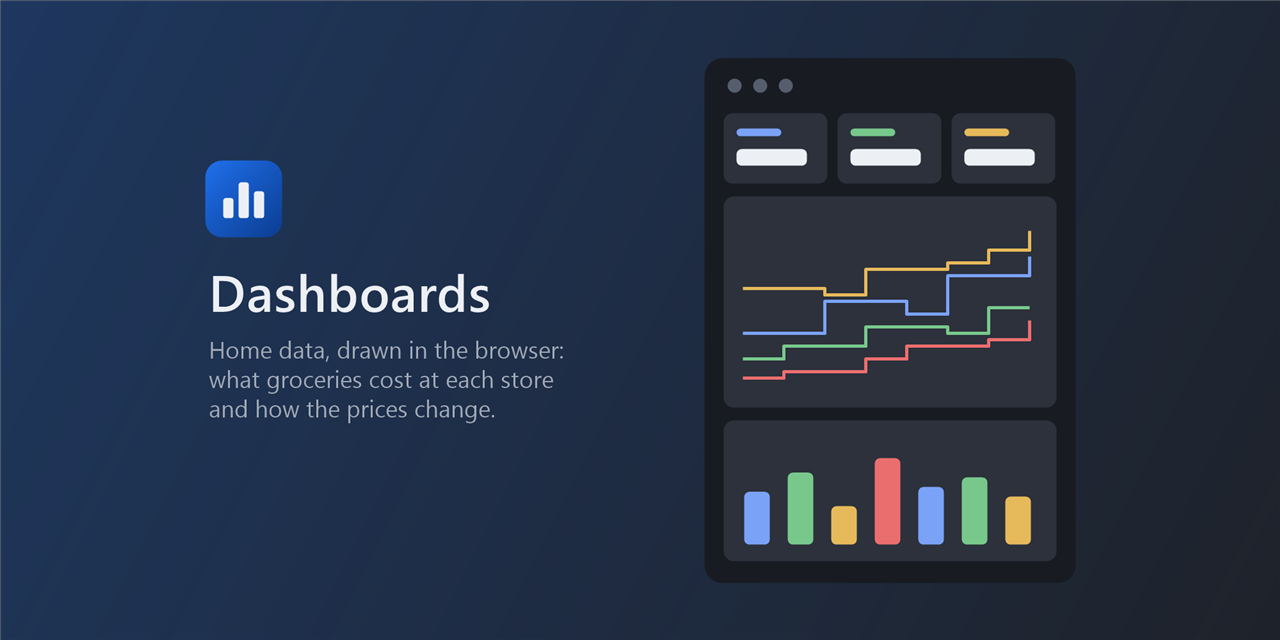 Dashboards
Home data, drawn in the browser:
what groceries cost at each store
and how the prices change.